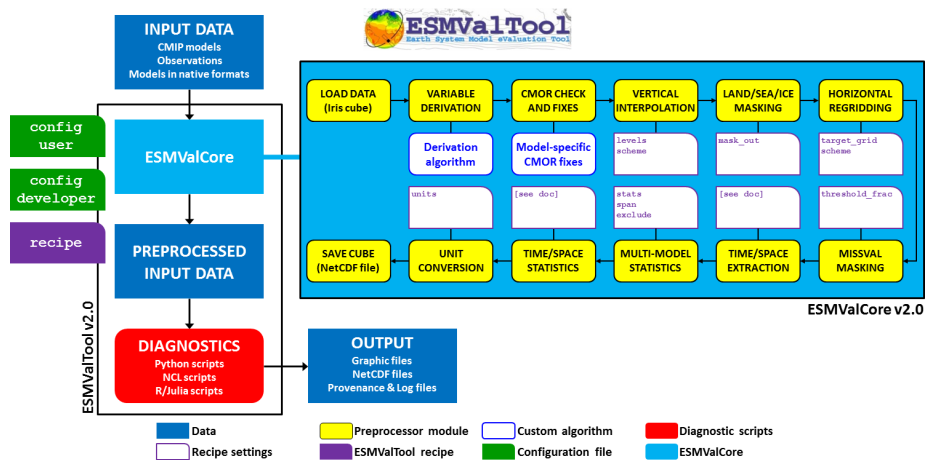 INPUT DATA
CMIP models
Observations
Models in native formats
ESMValTool
Earth System Model eValuation Tool
config
user
config
developer
recipe
ESMValCore
PREPROCESSED
INPUT DATA
DIAGNOSTICS
Python scripts
NCL scripts
R/Julia scripts
ESMValTool v2.0
OUTPUT
Graphic files
NetCDF files
Provenance & Log files
LOAD DATA
(Iris cube)
VARIABLE
DERIVATION
CMOR CHECK
AND FIXES
VERTICAL
INTERPOLATION
LAND/SEA/ICE
MASKING
HORIZONTAL
REGRIDDING
Derivation
algorithm
Model-specific
CMOR fixes
levels
scheme
mask_out
target_grid
scheme
units
[see doc]
stats
span
exclude
[see doc]
threshold_frac
SAVE CUBE
(NetCDF file)
UNIT
CONVERSION
TIME/SPACE
STATISTICS
MULTI-MODEL
STATISTICS
TIME/SPACE
EXTRACTION
MISSVAL
MASKING
ESMValCore v2.0
Data
Preprocessor module
Custom algorithm
Diagnostic scripts
Recipe settings
ESMValTool recipe
Configuration file
ESMValCore